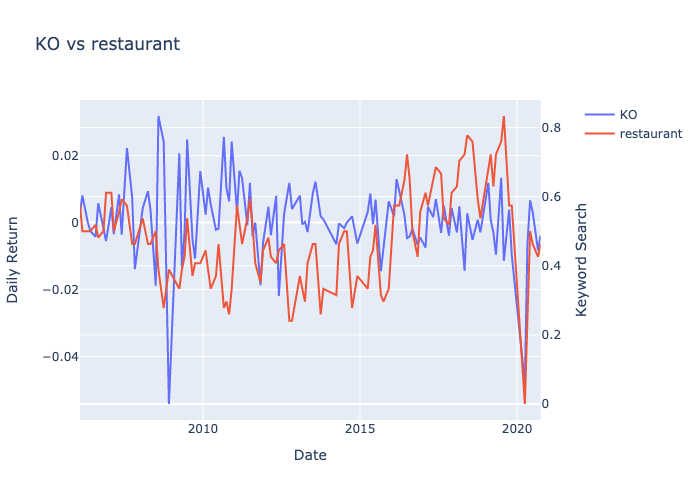 KO vs restaurant
KO
restaurant
Daily Return
0.02
0
−0.02
−0.04
0.8
0.6
0.4
0.2
0
Keyword Search
2010
2015
2020
Date